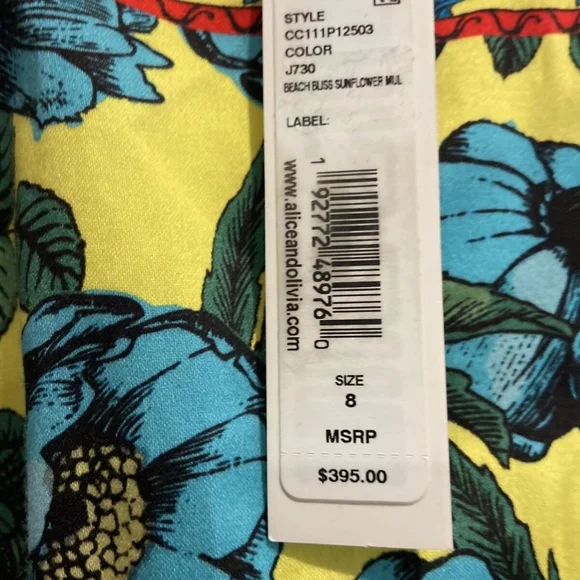 STYLE
CC111P12503
COLOR
J730
BEACH BLISS SUNFLOWER MUL
LABEL:
1 92772 48976 0
www.aliceandolivia.com
SIZE
8
MSRP
$395.00